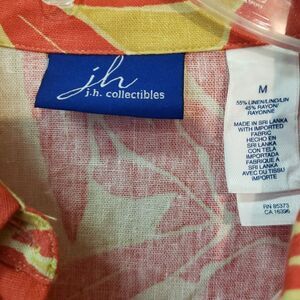 jh
j.h. collectibles
M
55% LINEN/LINO/LIN
45% RAYON/
RAYONNE
MADE IN SRI LANKA
WITH IMPORTED
FABRIC
HECHO EN
SRI LANKA
CON TELA
IMPORTADA
FABRIQUE A
SRI LANKA
AVEC DU TISSU
IMPORTE
RN 85373
CA 16396